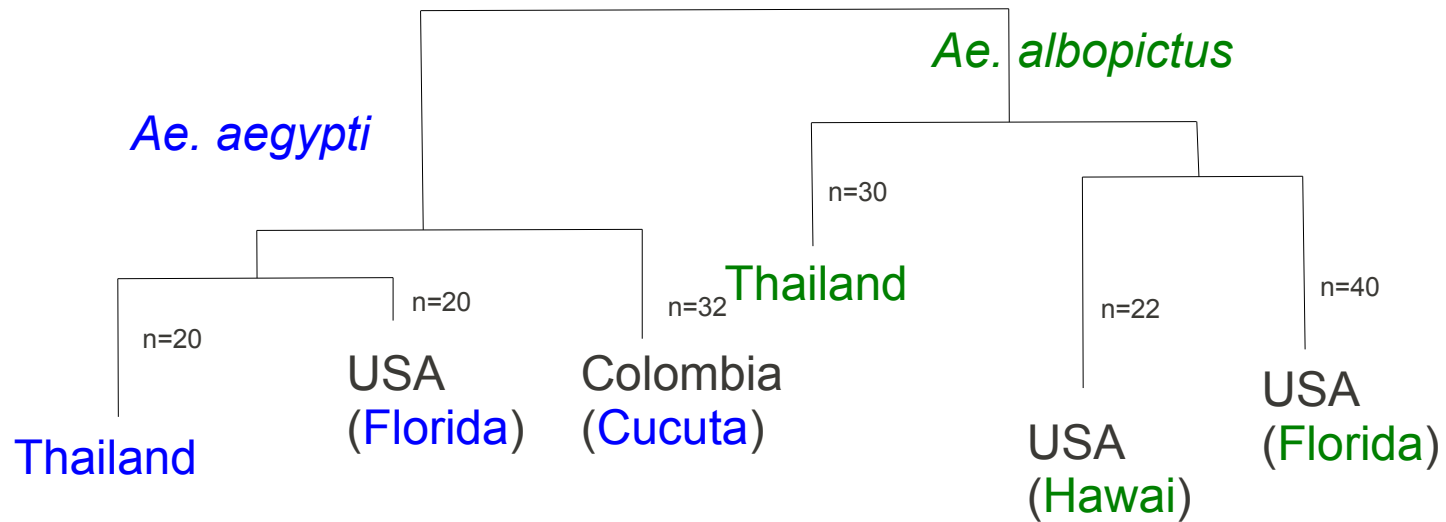 Ae. albopictus
Ae. aegypti
n=30
Thailand
n=20
n=20
n=32
n=22
n=40
Thailand
USA
(Florida)
Colombia
(Cucuta)
USA
(Hawai)
USA
(Florida)